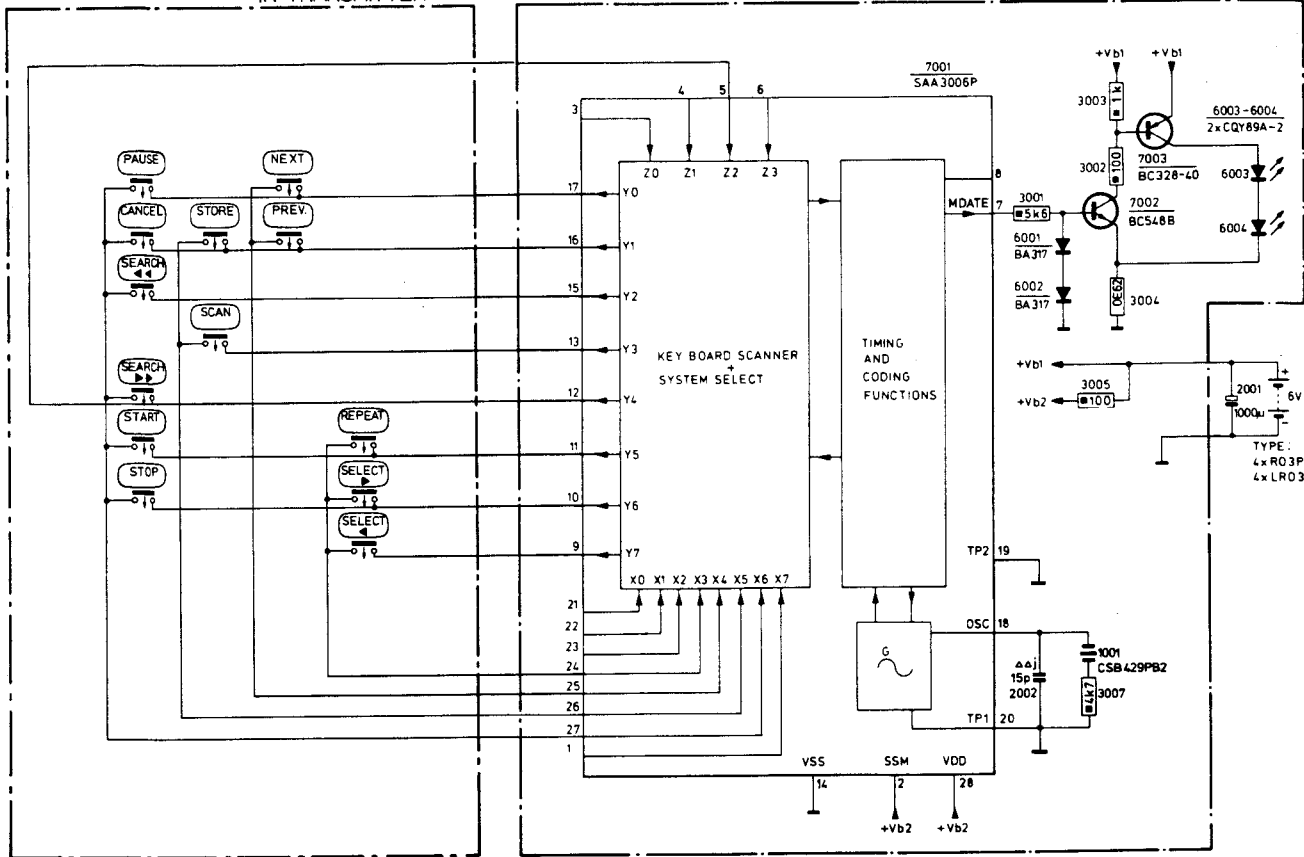 IR-TRANSMITTER
7001
SAA3006P
3
4
5
6
Z0
Z1
Z2
Z3
PAUSE
NEXT
17
Y0
CANCEL
STORE
PREV.
16
Y1
SEARCH
◄◄
15
Y2
SCAN
13
Y3
SEARCH
►►
12
Y4
START
REPEAT
11
Y5
STOP
SELECT
►
10
Y6
SELECT
◄
9
Y7
KEY BOARD SCANNER
+
SYSTEM SELECT
TIMING
AND
CODING
FUNCTIONS
X0 X1 X2 X3 X4 X5 X6 X7
21
22
23
24
25
26
27
1
G
8
MDATE
7
3001
5k6
6001
BA317
6002
BA317
+Vb1
+Vb1
3003
1k
3002
100
7003
BC328-40
7002
BC548B
6003-6004
2xCQY89A-2
6003
6004
0E62
3004
+Vb1
3005
+Vb2
100
2001
1000µ
+
6V
-
TYPE:
4xR03P
4xLR03
TP2
19
OSC
18
ΔΔj
15p
2002
1001
CSB429PB2
4k7
3007
TP1
20
VSS
14
SSM
2
VDD
28
+Vb2
+Vb2